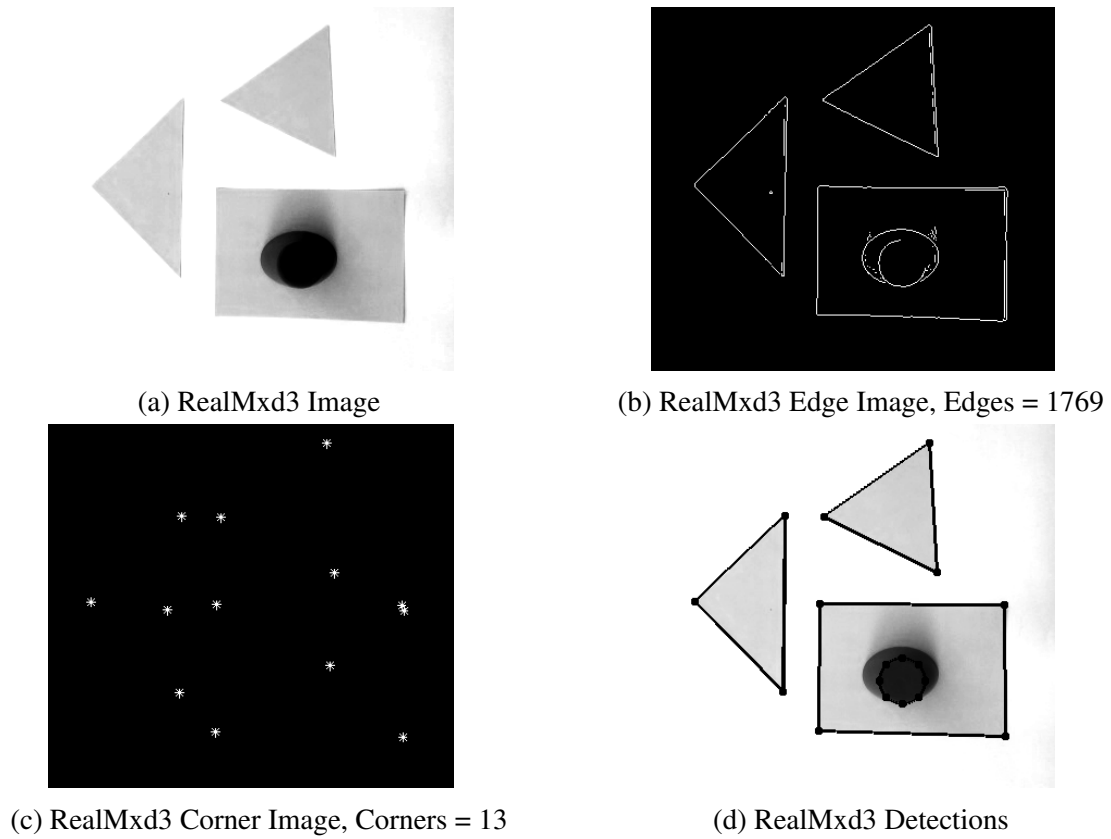 (a) RealMxd3 Image
(b) RealMxd3 Edge Image, Edges = 1769
(c) RealMxd3 Corner Image, Corners = 13
(d) RealMxd3 Detections